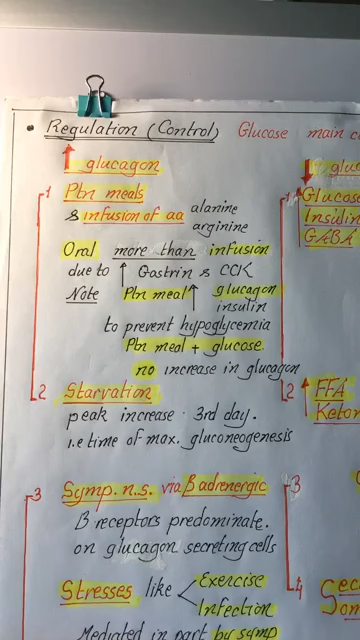 • Regulation (Control) Glucose main c
↑ glucagon
1 Ptn meals
& infusion of aa alanine
arginine
Oral more than infusion
due to ↑ Gastrin & CCK
Note Ptn meal ↑ glucagon
insulin
to prevent hypoglycemia
Ptn meal + glucose
no increase in glucagon
2 Starvation
peak increase · 3rd day.
i.e time of max. gluconeogenesis
3 Symp. n.s. via β adrenergic
β receptors predominate.
on glucagon secreting cells
Stresses like Exercise
Infection
Mediated in part by symp
↓ gluc
1 ↑ Glucose
Insulin
GABA
2 ↑ FFA
Keton
3
4 Sec
Som